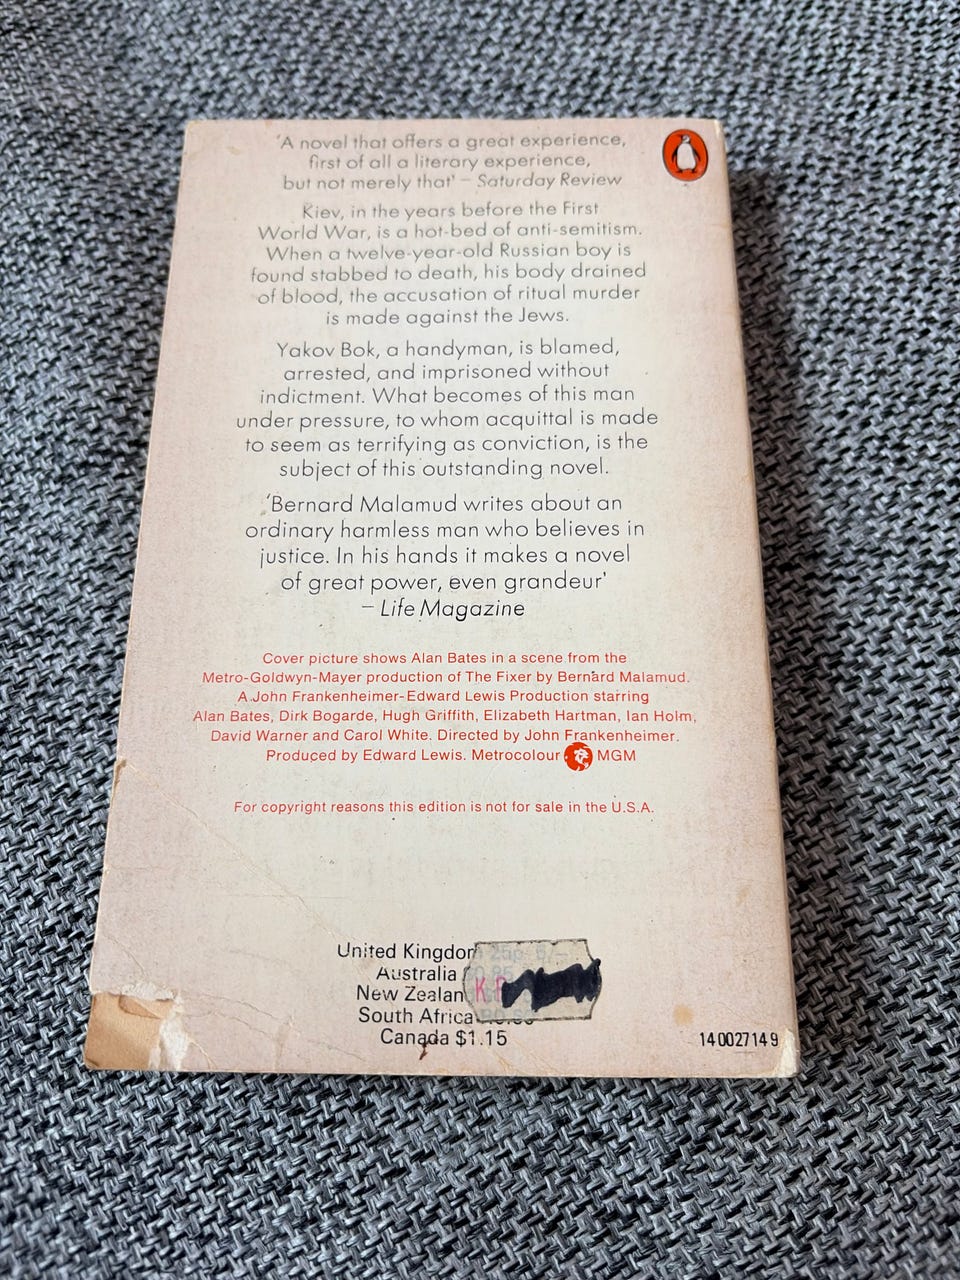 'A novel that offers a great experience,
first of all a literary experience,
but not merely that' – Saturday Review
Kiev, in the years before the First
World War, is a hot-bed of anti-semitism.
When a twelve-year-old Russian boy is
found stabbed to death, his body drained
of blood, the accusation of ritual murder
is made against the Jews.
Yakov Bok, a handyman, is blamed,
arrested, and imprisoned without
indictment. What becomes of this man
under pressure, to whom acquittal is made
to seem as terrifying as conviction, is the
subject of this outstanding novel.
'Bernard Malamud writes about an
ordinary harmless man who believes in
justice. In his hands it makes a novel
of great power, even grandeur'
– Life Magazine
Cover picture shows Alan Bates in a scene from the
Metro-Goldwyn-Mayer production of The Fixer by Bernard Malamud.
A John Frankenheimer-Edward Lewis Production starring
Alan Bates, Dirk Bogarde, Hugh Griffith, Elizabeth Hartman, Ian Holm,
David Warner and Carol White. Directed by John Frankenheimer.
Produced by Edward Lewis. Metrocolour MGM
For copyright reasons this edition is not for sale in the U.S.A.
United Kingdom 25p 5/-
Australia $0.85
New Zealan
South Africa
Canada $1.15
14 0027149